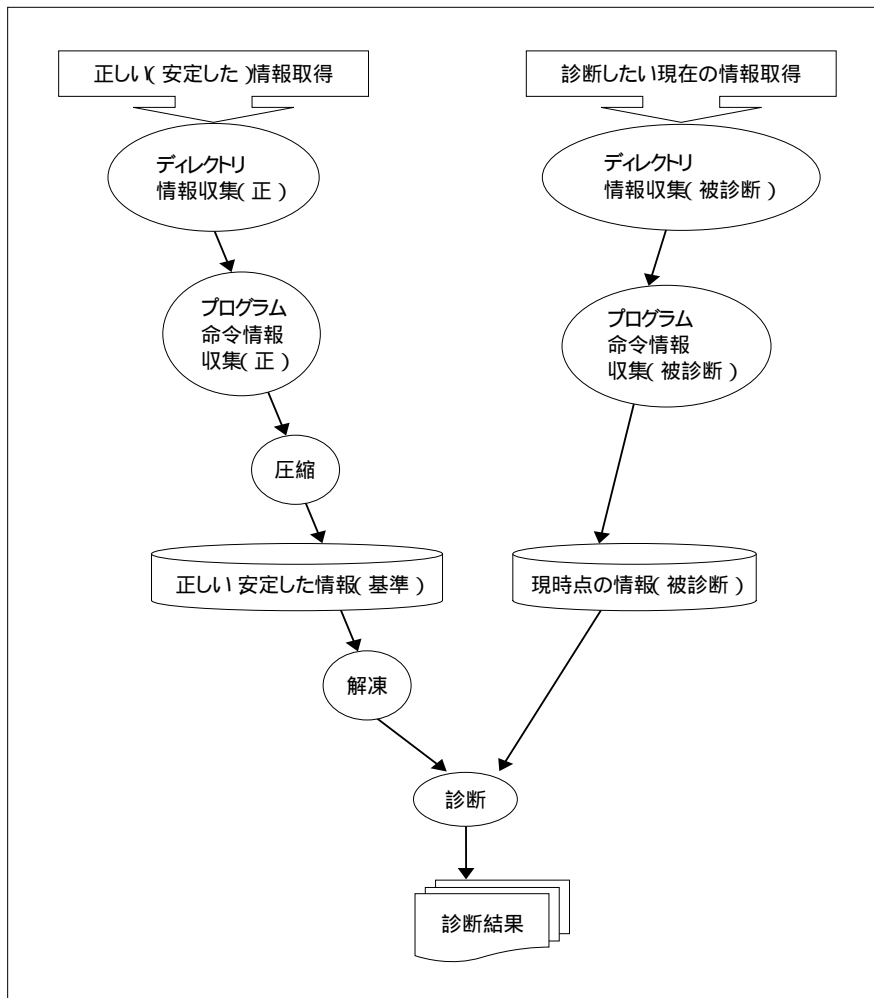 正しい(安定した)情報取得
診断したい現在の情報取得
ディレクトリ
情報収集(正)
ディレクトリ
情報収集(被診断)
プログラム
命令情報
収集(正)
プログラム
命令情報
収集(被診断)
圧縮
正しい安定した情報(基準)
現時点の情報(被診断)
解凍
診断
診断結果